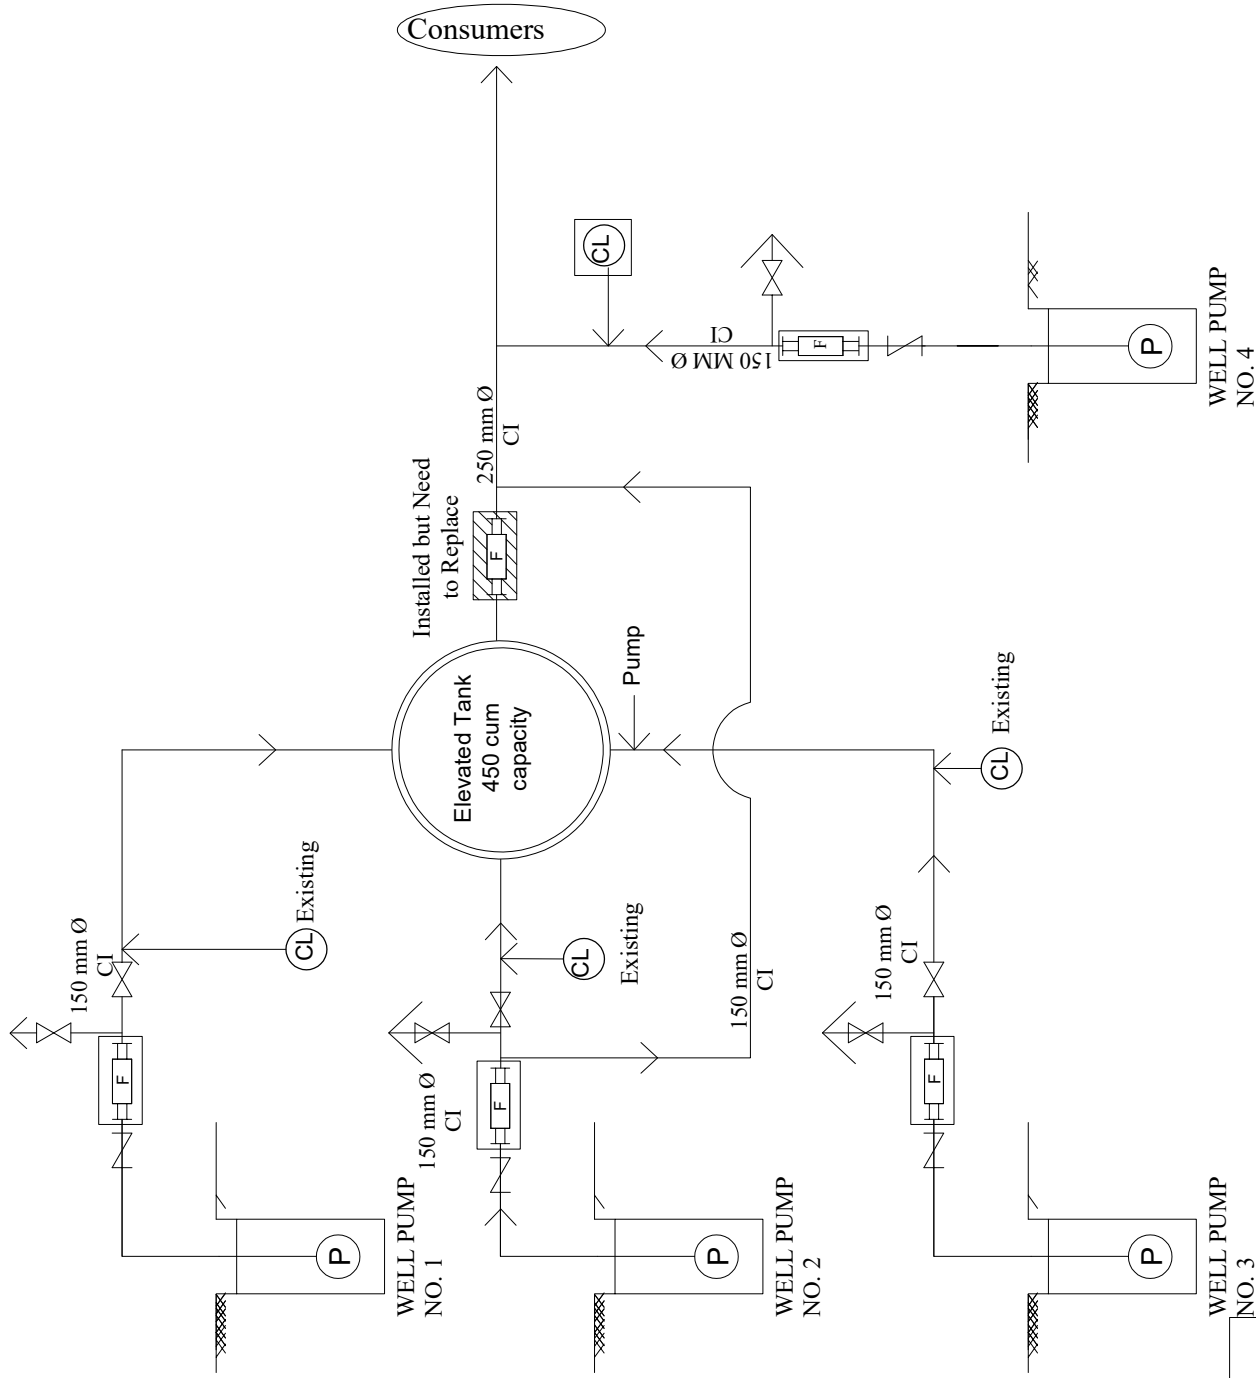 Consumers
CL
150 MM Ø
CI
F
P
WELL PUMP
NO. 4
250 mm Ø
CI
Installed but Need
to Replace
F
Elevated Tank
450 cum
capacity
Pump
150 mm Ø
CI
CL
Existing
F
P
WELL PUMP
NO. 1
CL
Existing
150 mm Ø
CI
F
P
WELL PUMP
NO. 2
150 mm Ø
CI
CL
Existing
150 mm Ø
CI
F
P
WELL PUMP
NO. 3